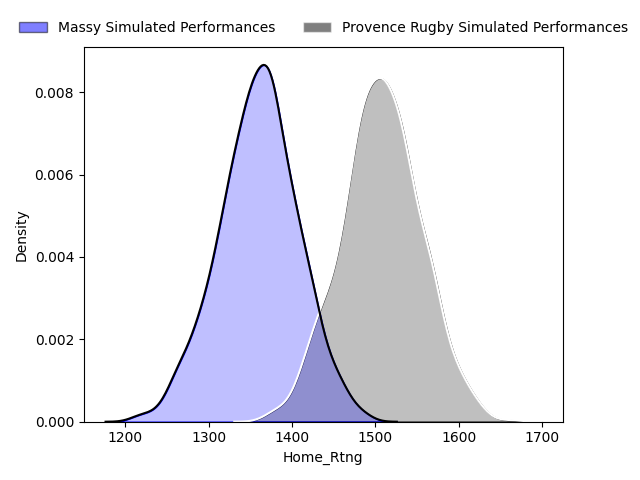 Massy Simulated Performances
Provence Rugby Simulated Performances
0.008
0.006
0.004
0.002
0.000
Density
1200
1300
1400
1500
1600
1700
Home_Rtng